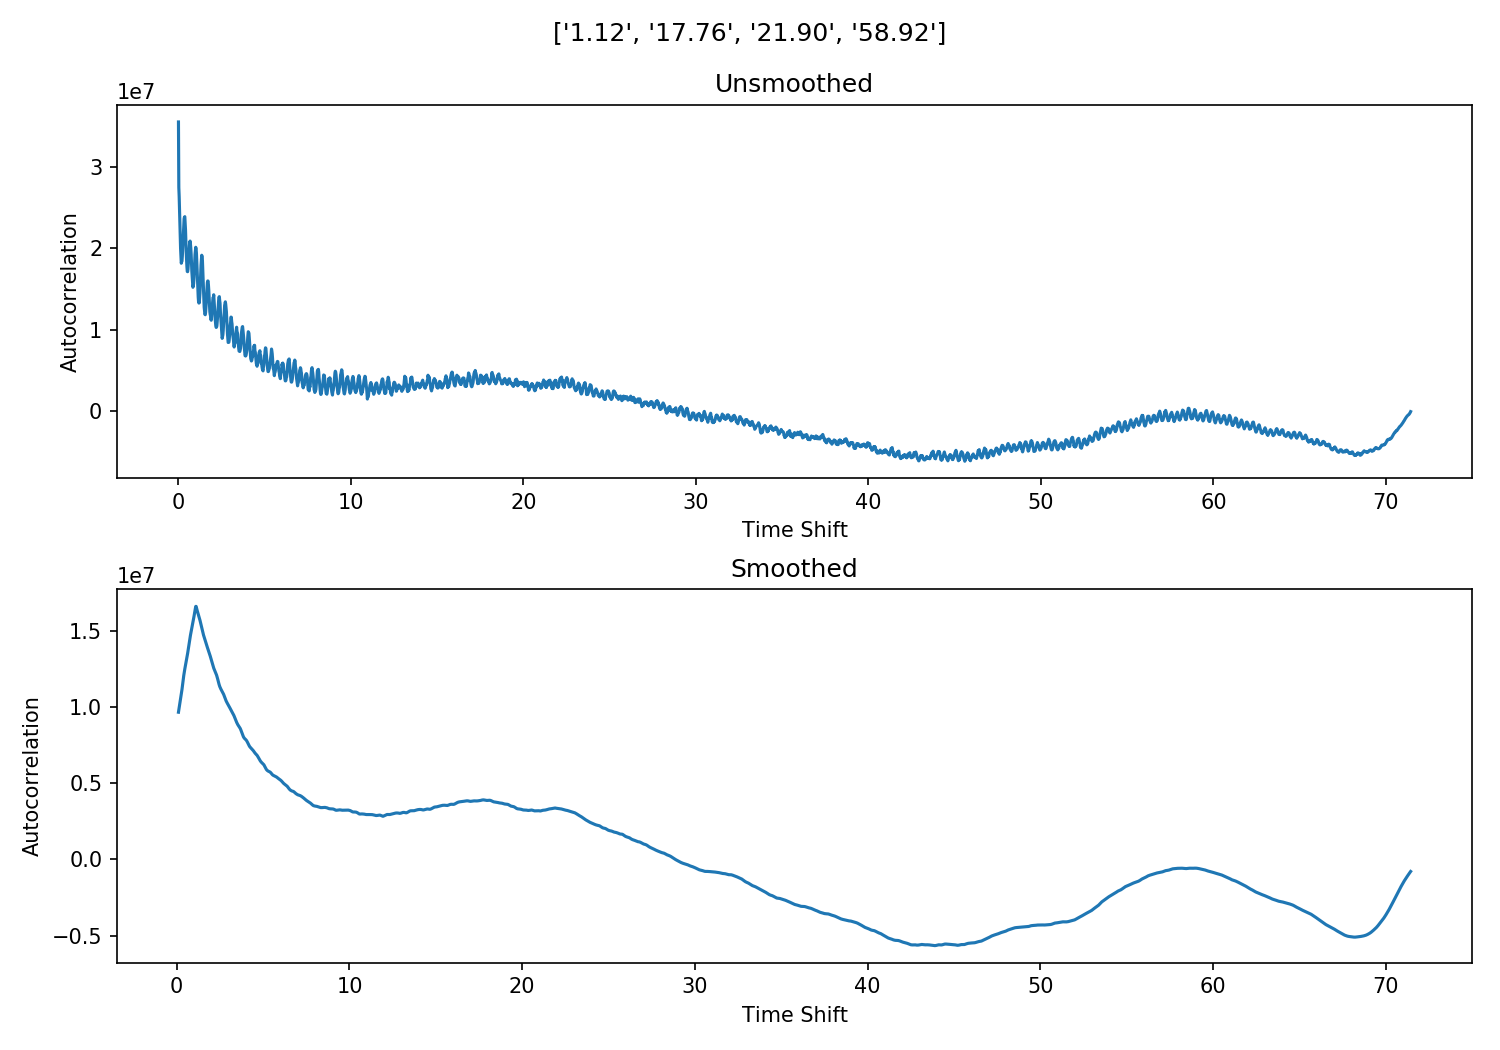 ['1.12', '17.76', '21.90', '58.92']
Unsmoothed
1e7
3
2
1
0
Autocorrelation
0 10 20 30 40 50 60 70
Time Shift
Smoothed
1e7
1.5
1.0
0.5
0.0
−0.5
Autocorrelation
0 10 20 30 40 50 60 70
Time Shift